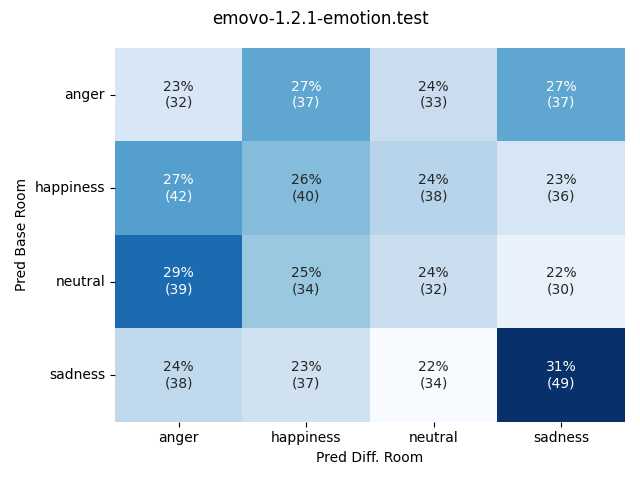 emovo-1.2.1-emotion.test
Pred Base Room
anger
23% 27% 24% 27%
(32) (37) (33) (37)
happiness
27% 26% 24% 23%
(42) (40) (38) (36)
neutral
29% 25% 24% 22%
(39) (34) (32) (30)
sadness
24% 23% 22% 31%
(38) (37) (34) (49)
anger happiness neutral sadness
Pred Diff. Room